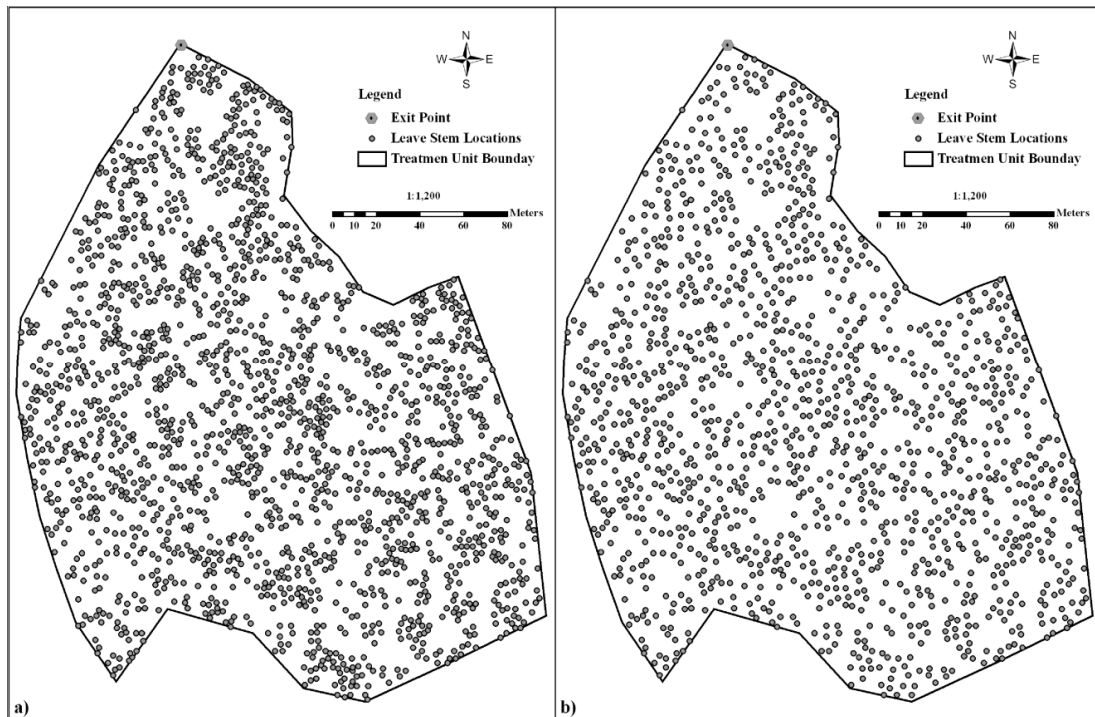 N
W E
S
Legend
Exit Point
Leave Stem Locations
Treatmen Unit Bounday
1:1,200
Meters
0 10 20 40 60 80
a)
N
W E
S
Legend
Exit Point
Leave Stem Locations
Treatmen Unit Bounday
1:1,200
Meters
0 10 20 40 60 80
b)